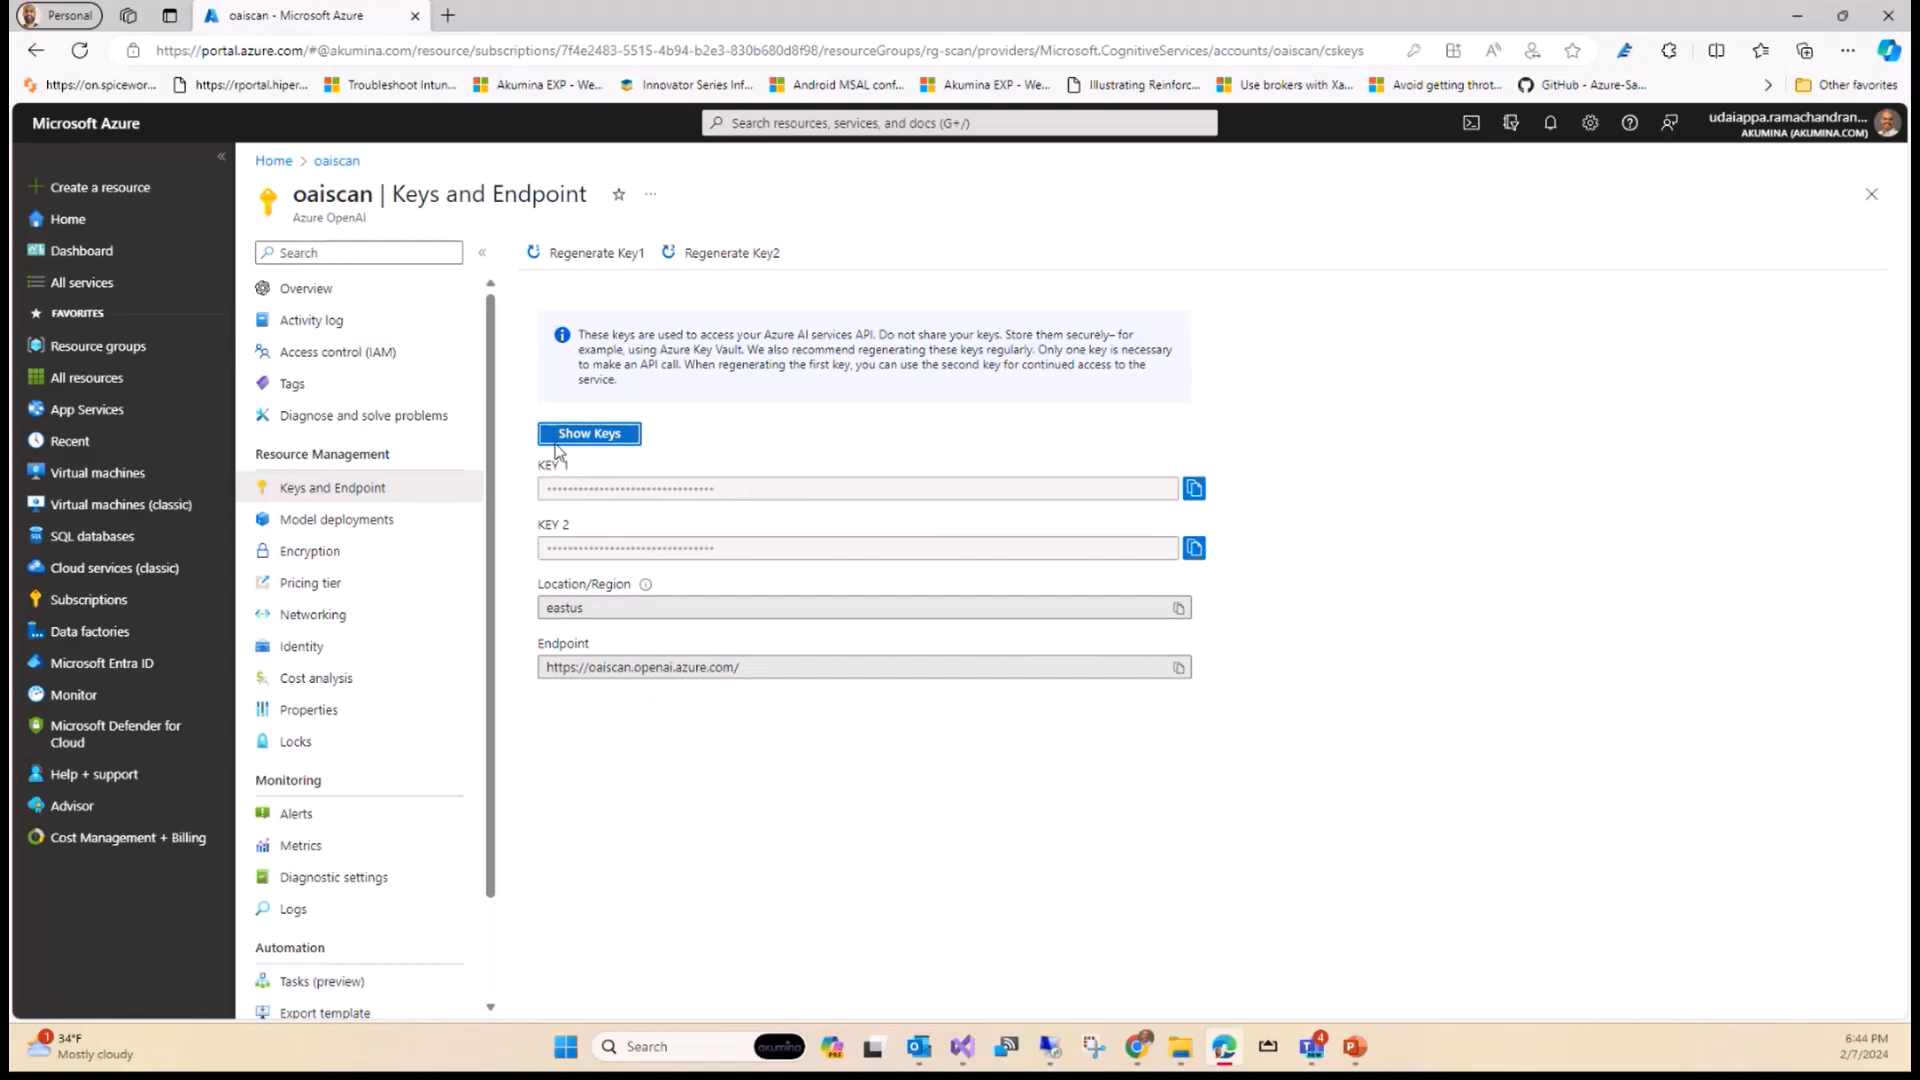 Personal
oaiscan - Microsoft Azure
https://portal.azure.com/#@akumina.com/resource/subscriptions/7f4e2483-5515-4b94-b2e3-830b680d8f98/resourceGroups/rg-scan/providers/Microsoft.CognitiveServices/accounts/oaiscan/cskeys
https://on.spicewor...
https://rportal.hiper...
Troubleshoot Intun...
Akumina EXP - We...
Innovator Series Inf...
Android MSAL conf...
Akumina EXP - We...
Illustrating Reinforc...
Use brokers with Xa...
Avoid getting throt...
GitHub - Azure-Sa...
Other favorites
Microsoft Azure
Search resources, services, and docs (G+/)
udaiappa.ramachandran...
AKUMINA (AKUMINA.COM)
Create a resource
Home
Dashboard
All services
FAVORITES
Resource groups
All resources
App Services
Recent
Virtual machines
Virtual machines (classic)
SQL databases
Cloud services (classic)
Subscriptions
Data factories
Microsoft Entra ID
Monitor
Microsoft Defender for
Cloud
Help + support
Advisor
Cost Management + Billing
Home > oaiscan
oaiscan | Keys and Endpoint
Azure OpenAI
Search
Overview
Activity log
Access control (IAM)
Tags
Diagnose and solve problems
Resource Management
Keys and Endpoint
Model deployments
Encryption
Pricing tier
Networking
Identity
Cost analysis
Properties
Locks
Monitoring
Alerts
Metrics
Diagnostic settings
Logs
Automation
Tasks (preview)
Export template
Regenerate Key1
Regenerate Key2
These keys are used to access your Azure AI services API. Do not share your keys. Store them securely– for
example, using Azure Key Vault. We also recommend regenerating these keys regularly. Only one key is necessary
to make an API call. When regenerating the first key, you can use the second key for continued access to the
service.
Show Keys
KEY 1
KEY 2
Location/Region
eastus
Endpoint
https://oaiscan.openai.azure.com/
1
34°F
Mostly cloudy
Search
akumina
PRE
4
NEW
6:44 PM
2/7/2024